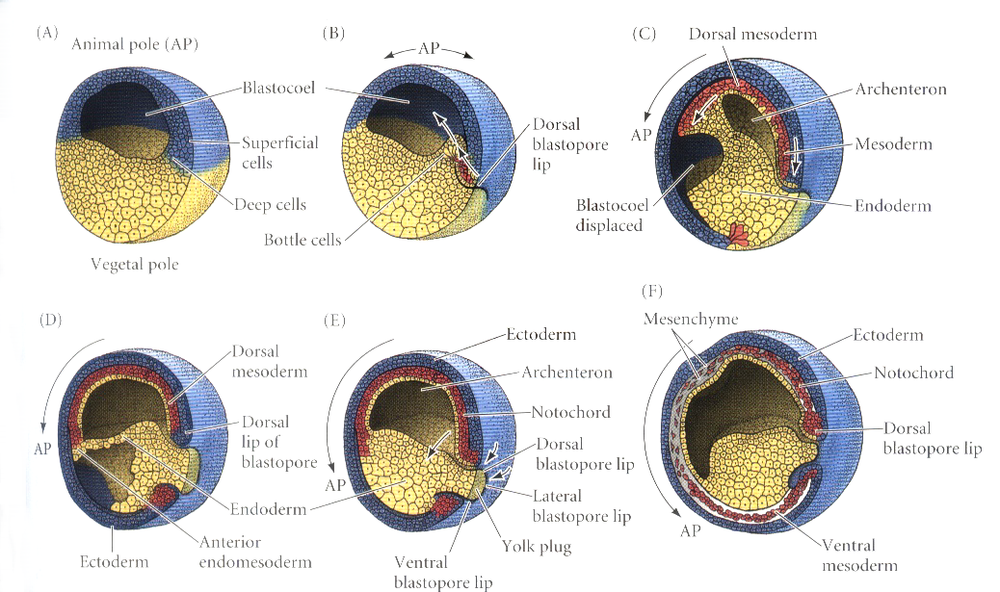 (A)
Animal pole (AP)
Blastocoel
Superficial
cells
Deep cells
Vegetal pole
(B)
AP
Dorsal
blastopore
lip
Bottle cells
(C)
Dorsal mesoderm
Archenteron
AP
Mesoderm
Blastocoel
displaced
Endoderm
(D)
Dorsal
mesoderm
Dorsal
lip of
blastopore
AP
Endoderm
Anterior
endomesoderm
Ectoderm
(E)
Ectoderm
Archenteron
Notochord
Dorsal
blastopore lip
AP
Lateral
blastopore lip
Yolk plug
Ventral
blastopore lip
(F)
Mesenchyme
Ectoderm
Notochord
Dorsal
blastopore lip
AP
Ventral
mesoderm